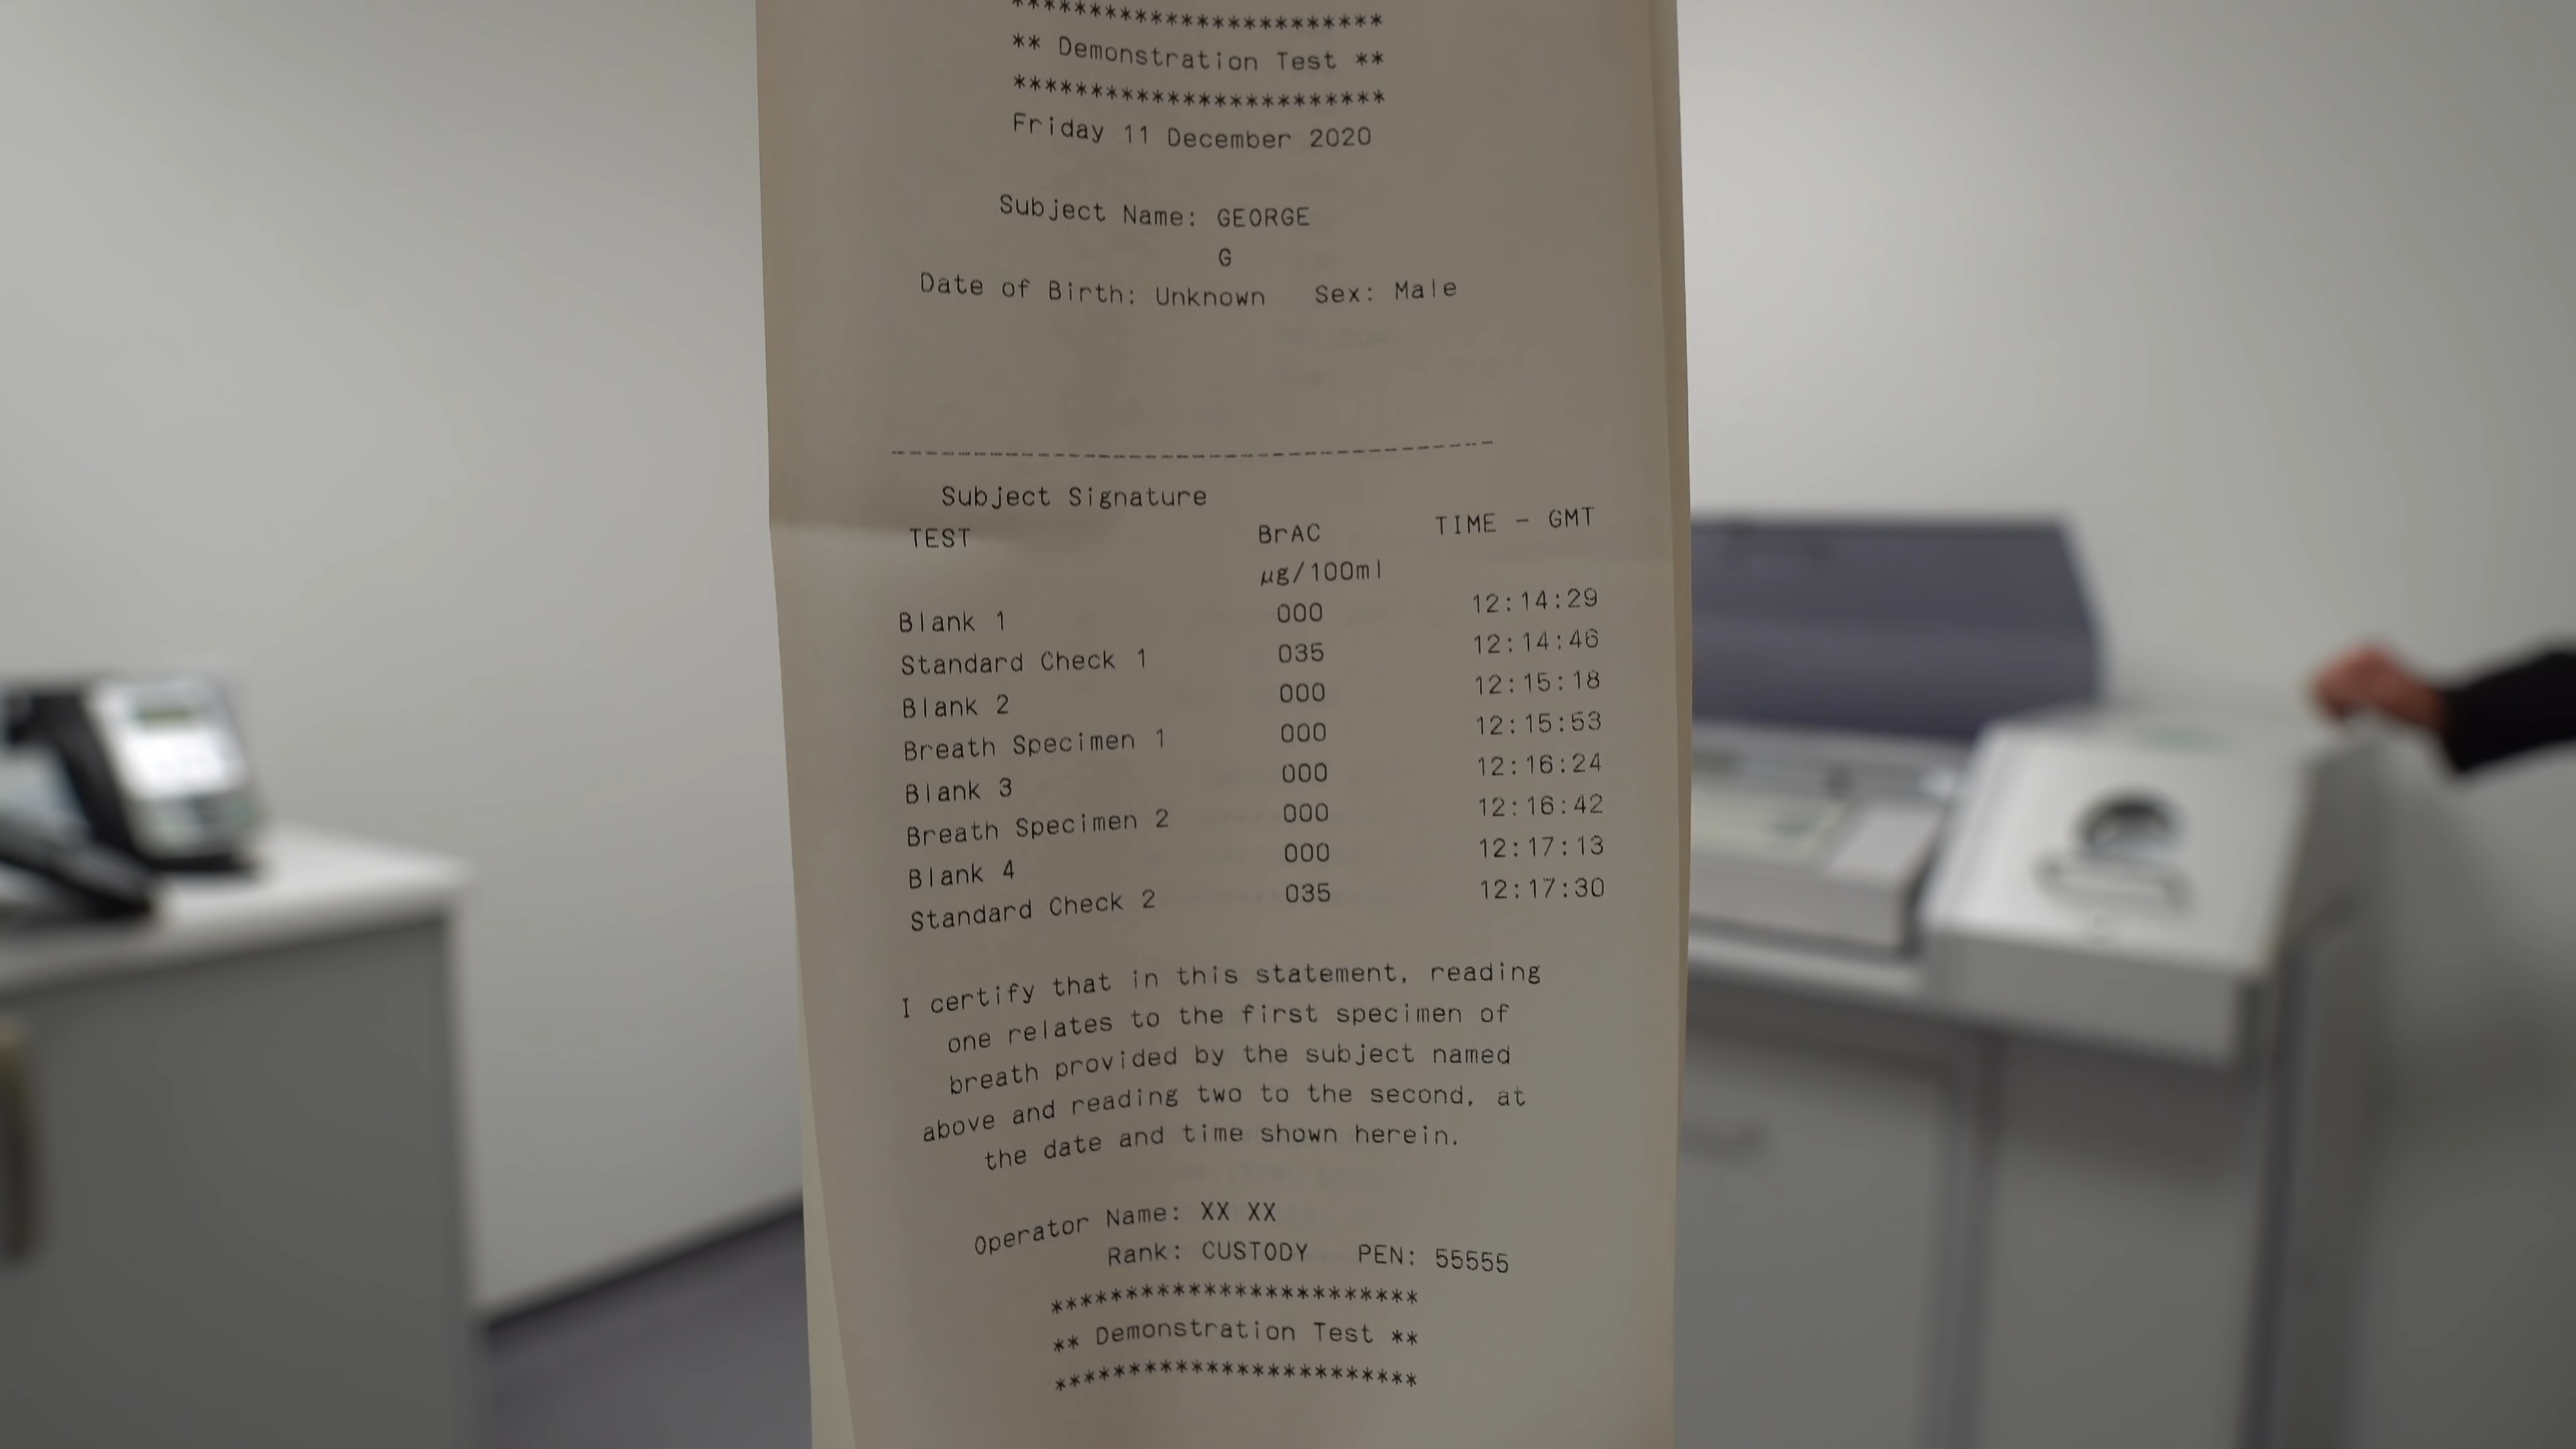 ************************
** Demonstration Test **
************************
Friday 11 December 2020
Subject Name: GEORGE
G
Date of Birth: Unknown Sex: Male
--------------------------------------
Subject Signature
TEST BrAC TIME - GMT
µg/100ml
Blank 1 000 12:14:29
Standard Check 1 035 12:14:46
Blank 2 000 12:15:18
Breath Specimen 1 000 12:15:53
Blank 3 000 12:16:24
Breath Specimen 2 000 12:16:42
Blank 4 000 12:17:13
Standard Check 2 035 12:17:30
I certify that in this statement, reading
one relates to the first specimen of
breath provided by the subject named
above and reading two to the second, at
the date and time shown herein.
Operator Name: XX XX
Rank: CUSTODY PEN: 55555
************************
** Demonstration Test **
************************